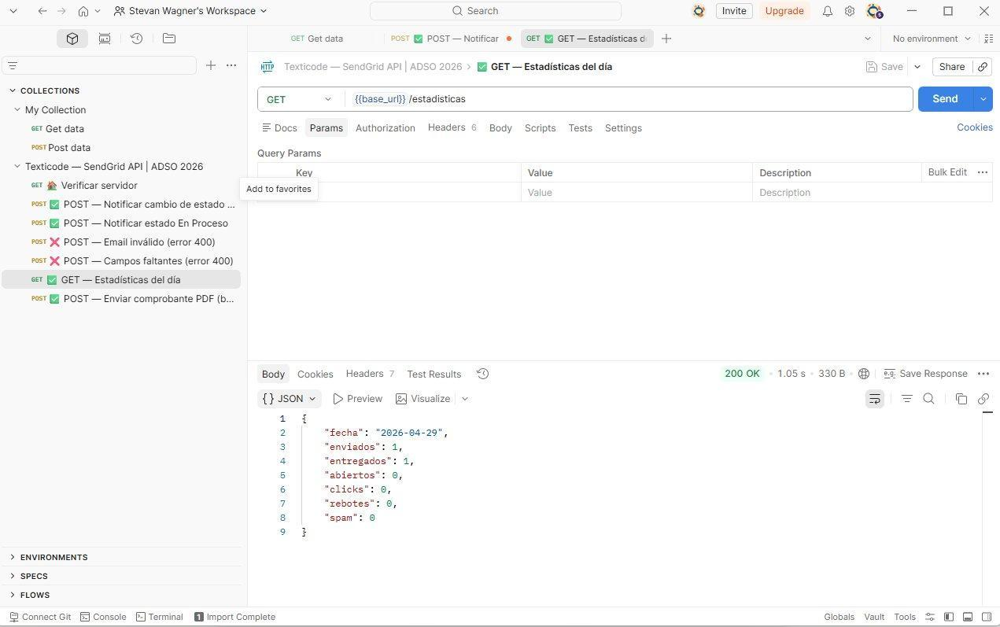 Stevan Wagner's Workspace
Search
Invite
Upgrade
GET Get data
POST ✅ POST — Notificar
GET ✅ GET — Estadísticas d
No environment
COLLECTIONS
My Collection
GET Get data
POST Post data
Texticode — SendGrid API | ADSO 2026
GET 🏠 Verificar servidor
POST ✅ POST — Notificar cambio de estado ...
POST ✅ POST — Notificar estado En Proceso
POST ❌ POST — Email inválido (error 400)
POST ❌ POST — Campos faltantes (error 400)
GET ✅ GET — Estadísticas del día
POST ✅ POST — Enviar comprobante PDF (b...
ENVIRONMENTS
SPECS
FLOWS
HTTP Texticode — SendGrid API | ADSO 2026 > ✅ GET — Estadísticas del día
Save
Share
GET {{base_url}} /estadisticas
Send
Docs Params Authorization Headers 6 Body Scripts Tests Settings
Cookies
Query Params
Key Value Description Bulk Edit
Add to favorites
Value Description
Body Cookies Headers 7 Test Results
200 OK • 1.05 s • 330 B
e.g. Save Response
{} JSON Preview Visualize
1 {
2 "fecha": "2026-04-29",
3 "enviados": 1,
4 "entregados": 1,
5 "abiertos": 0,
6 "clicks": 0,
7 "rebotes": 0,
8 "spam": 0
9 }
Connect Git Console Terminal 1 Import Complete
Globals Vault Tools